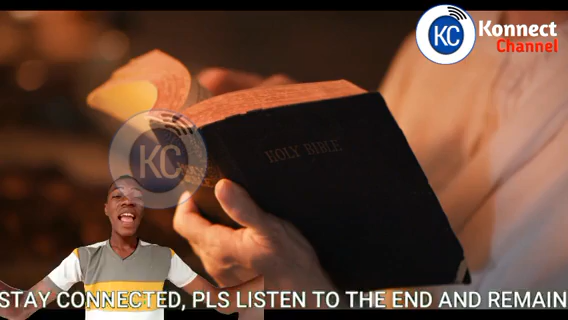 KC
Konnect
Channel
HOLY BIBLE
KC
STAY CONNECTED, PLS LISTEN TO THE END AND REMAIN